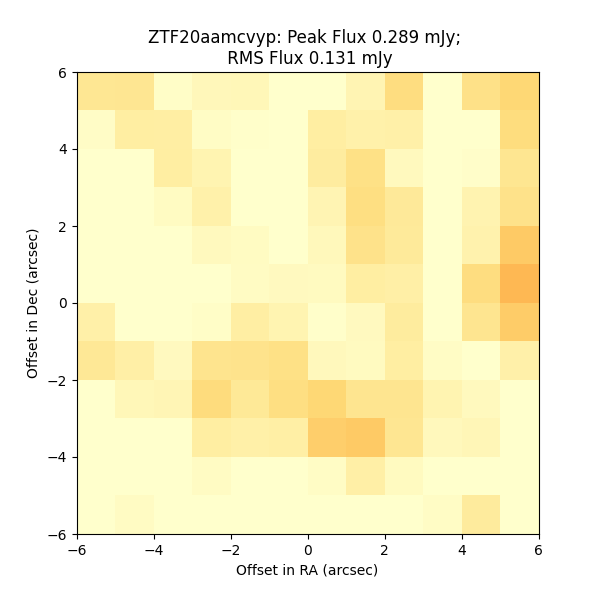 ZTF20aamcvyp: Peak Flux 0.289 mJy;
RMS Flux 0.131 mJy
6
4
2
0
−2
−4
−6
Offset in Dec (arcsec)
−6 −4 −2 0 2 4 6
Offset in RA (arcsec)